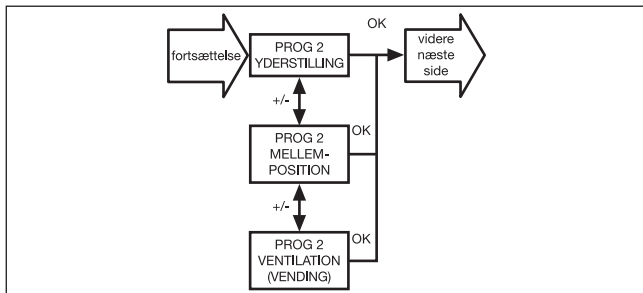 fortsættelse
PROG 2
YDERSTILLING
OK
videre
næste
side
+/-
PROG 2
MELLEM-
POSITION
OK
+/-
PROG 2
VENTILATION
(VENDING)
OK